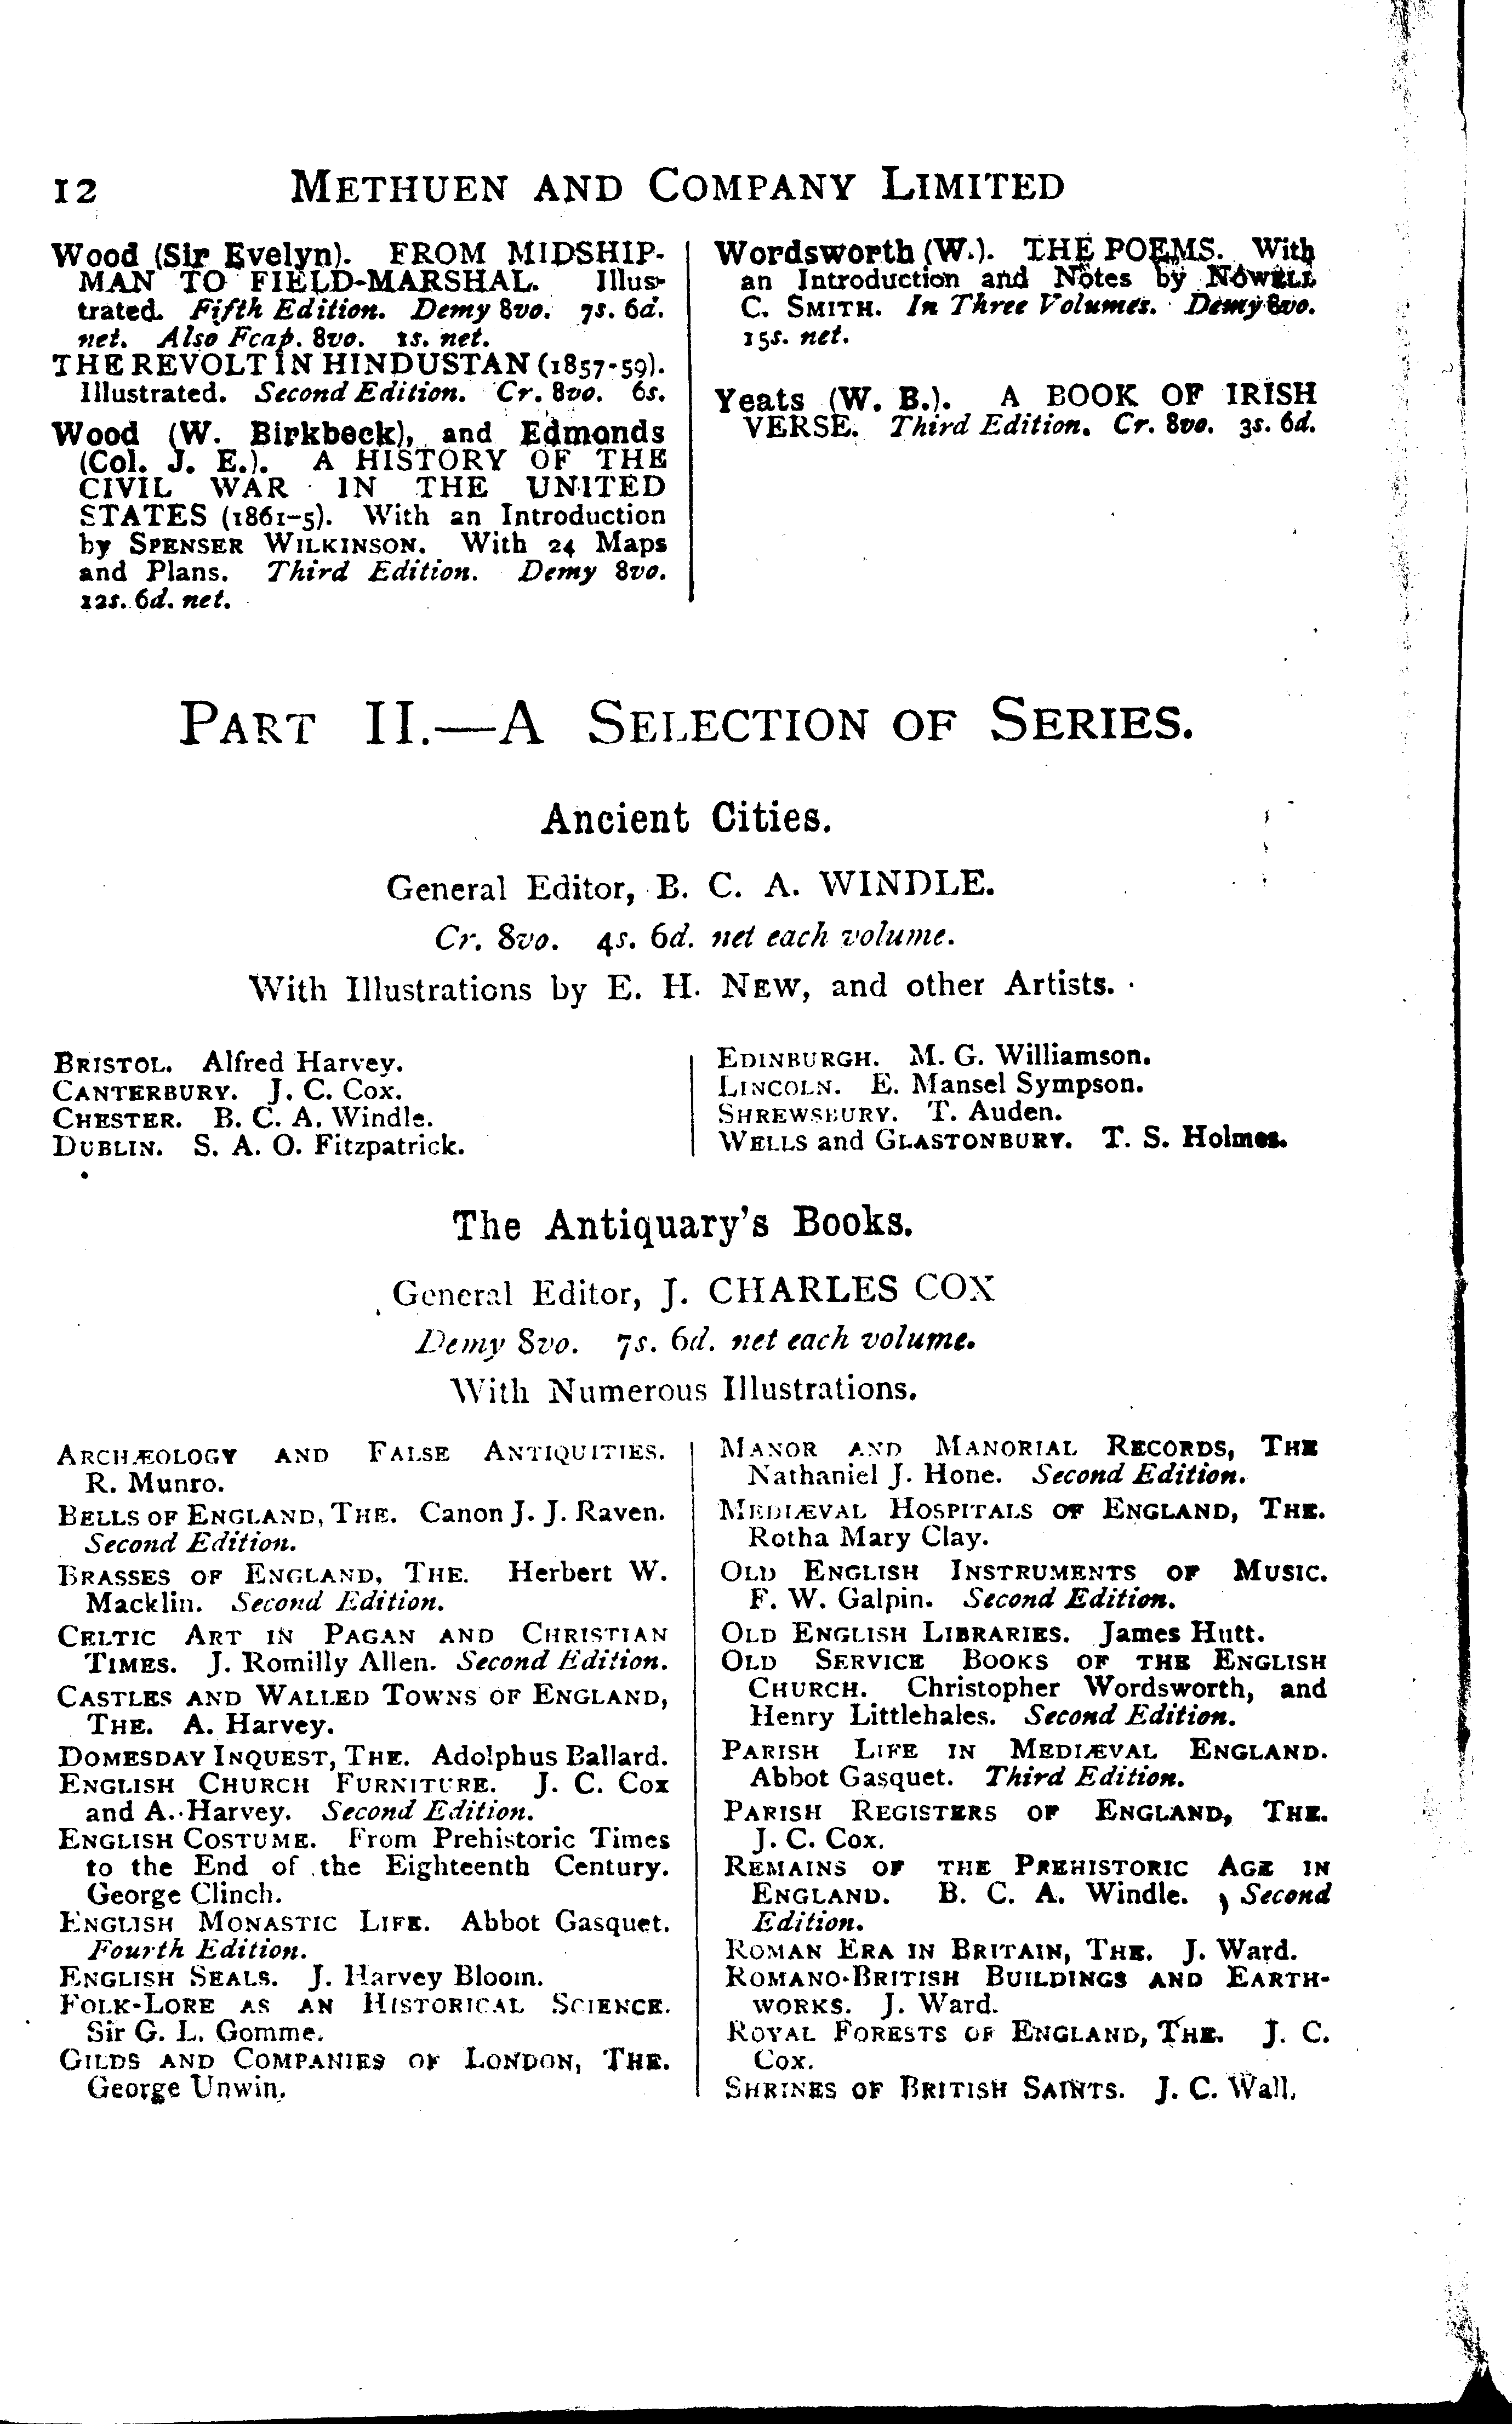 12 METHUEN AND COMPANY LIMITED
Wood (Sir Evelyn). FROM MIDSHIP-
MAN TO FIELD-MARSHAL. Illus-
trated. Fifth Edition. Demy 8vo. 7s. 6d.
net. Also Fcap. 8vo. 1s. net.
THE REVOLT IN HINDUSTAN (1857-59).
Illustrated. Second Edition. Cr. 8vo. 6s.
Wood (W. Birkbeck), and Edmonds
(Col. J. E.). A HISTORY OF THE
CIVIL WAR IN THE UNITED
STATES (1861-5). With an Introduction
by SPENSER WILKINSON. With 24 Maps
and Plans. Third Edition. Demy 8vo.
12s. 6d. net.
Wordsworth (W.). THE POEMS. With
an Introduction and Notes by NOWELL
C. SMITH. In Three Volumes. Demy 8vo.
15s. net.
Yeats (W. B.). A BOOK OF IRISH
VERSE. Third Edition. Cr. 8vo. 3s. 6d.
PART II.—A SELECTION OF SERIES.
Ancient Cities.
General Editor, B. C. A. WINDLE.
Cr. 8vo. 4s. 6d. net each volume.
With Illustrations by E. H. NEW, and other Artists.
BRISTOL. Alfred Harvey.
CANTERBURY. J. C. Cox.
CHESTER. B. C. A. Windle.
DUBLIN. S. A. O. Fitzpatrick.
EDINBURGH. M. G. Williamson.
LINCOLN. E. Mansel Sympson.
SHREWSBURY. T. Auden.
WELLS and GLASTONBURY. T. S. Holmes.
The Antiquary's Books.
General Editor, J. CHARLES COX
Demy 8vo. 7s. 6d. net each volume.
With Numerous Illustrations.
ARCHÆOLOGY AND FALSE ANTIQUITIES.
R. Munro.
BELLS OF ENGLAND, THE. Canon J. J. Raven.
Second Edition.
BRASSES OF ENGLAND, THE. Herbert W.
Macklin. Second Edition.
CELTIC ART IN PAGAN AND CHRISTIAN
TIMES. J. Romilly Allen. Second Edition.
CASTLES AND WALLED TOWNS OF ENGLAND,
THE. A. Harvey.
DOMESDAY INQUEST, THE. Adolphus Ballard.
ENGLISH CHURCH FURNITURE. J. C. Cox
and A. Harvey. Second Edition.
ENGLISH COSTUME. From Prehistoric Times
to the End of the Eighteenth Century.
George Clinch.
ENGLISH MONASTIC LIFE. Abbot Gasquet.
Fourth Edition.
ENGLISH SEALS. J. Harvey Bloom.
FOLK-LORE AS AN HISTORICAL SCIENCE.
Sir G. L. Gomme.
GILDS AND COMPANIES OF LONDON, THE.
George Unwin.
MANOR AND MANORIAL RECORDS, THE
Nathaniel J. Hone. Second Edition.
MEDIÆVAL HOSPITALS OF ENGLAND, THE.
Rotha Mary Clay.
OLD ENGLISH INSTRUMENTS OF MUSIC.
F. W. Galpin. Second Edition.
OLD ENGLISH LIBRARIES. James Hutt.
OLD SERVICE BOOKS OF THE ENGLISH
CHURCH. Christopher Wordsworth, and
Henry Littlehales. Second Edition.
PARISH LIFE IN MEDIÆVAL ENGLAND.
Abbot Gasquet. Third Edition.
PARISH REGISTERS OF ENGLAND, THE.
J. C. Cox.
REMAINS OF THE PREHISTORIC AGE IN
ENGLAND. B. C. A. Windle. Second
Edition.
ROMAN ERA IN BRITAIN, THE. J. Ward.
ROMANO-BRITISH BUILDINGS AND EARTH-
WORKS. J. Ward.
ROYAL FORESTS OF ENGLAND, THE. J. C.
Cox.
SHRINES OF BRITISH SAINTS. J. C. Wall.